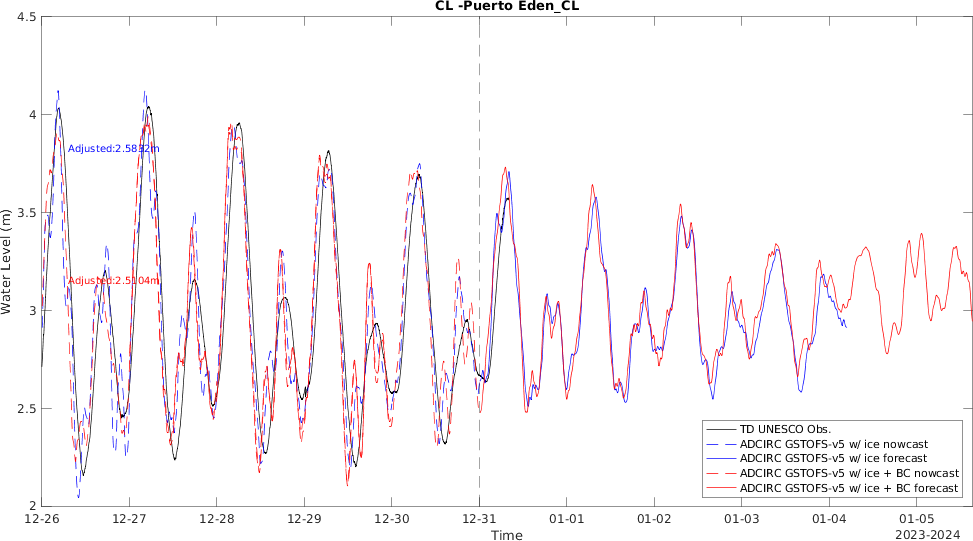 CL -Puerto Eden_CL
4.5
4
3.5
3
2.5
2
Water Level (m)
Adjusted:2.5832m
Adjusted:2.5104m
TD UNESCO Obs.
ADCIRC GSTOFS-v5 w/ ice nowcast
ADCIRC GSTOFS-v5 w/ ice forecast
ADCIRC GSTOFS-v5 w/ ice + BC nowcast
ADCIRC GSTOFS-v5 w/ ice + BC forecast
12-26 12-27 12-28 12-29 12-30 12-31 01-01 01-02 01-03 01-04 01-05
Time
2023-2024